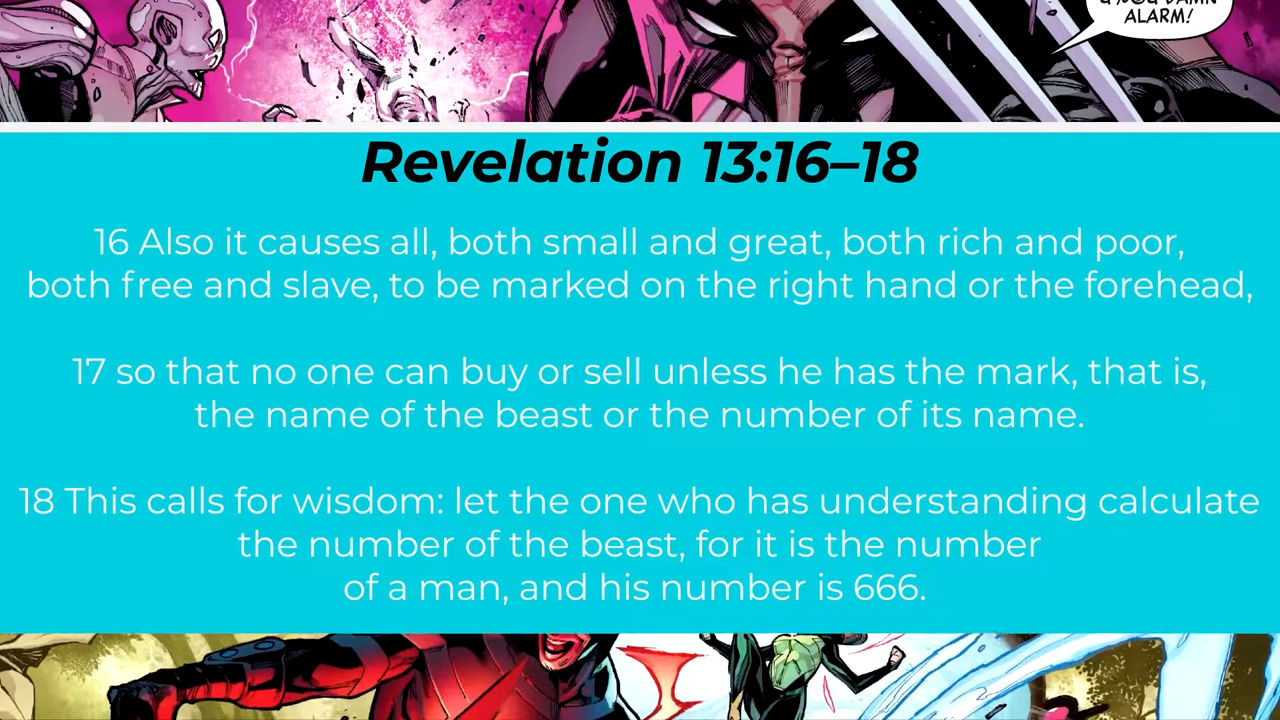 ALARM!
Revelation 13:16–18
16 Also it causes all, both small and great, both rich and poor,
both free and slave, to be marked on the right hand or the forehead,
17 so that no one can buy or sell unless he has the mark, that is,
the name of the beast or the number of its name.
18 This calls for wisdom: let the one who has understanding calculate
the number of the beast, for it is the number
of a man, and his number is 666.